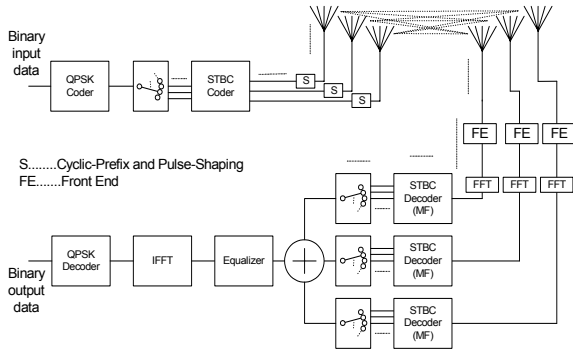 Binary
input
data
QPSK
Coder
STBC
Coder
S
S
S
FE
FE
FE
S........Cyclic-Prefix and Pulse-Shaping
FE.......Front End
FFT
FFT
FFT
STBC
Decoder
(MF)
QPSK
Decoder
IFFT
Equalizer
STBC
Decoder
(MF)
Binary
output
data
STBC
Decoder
(MF)